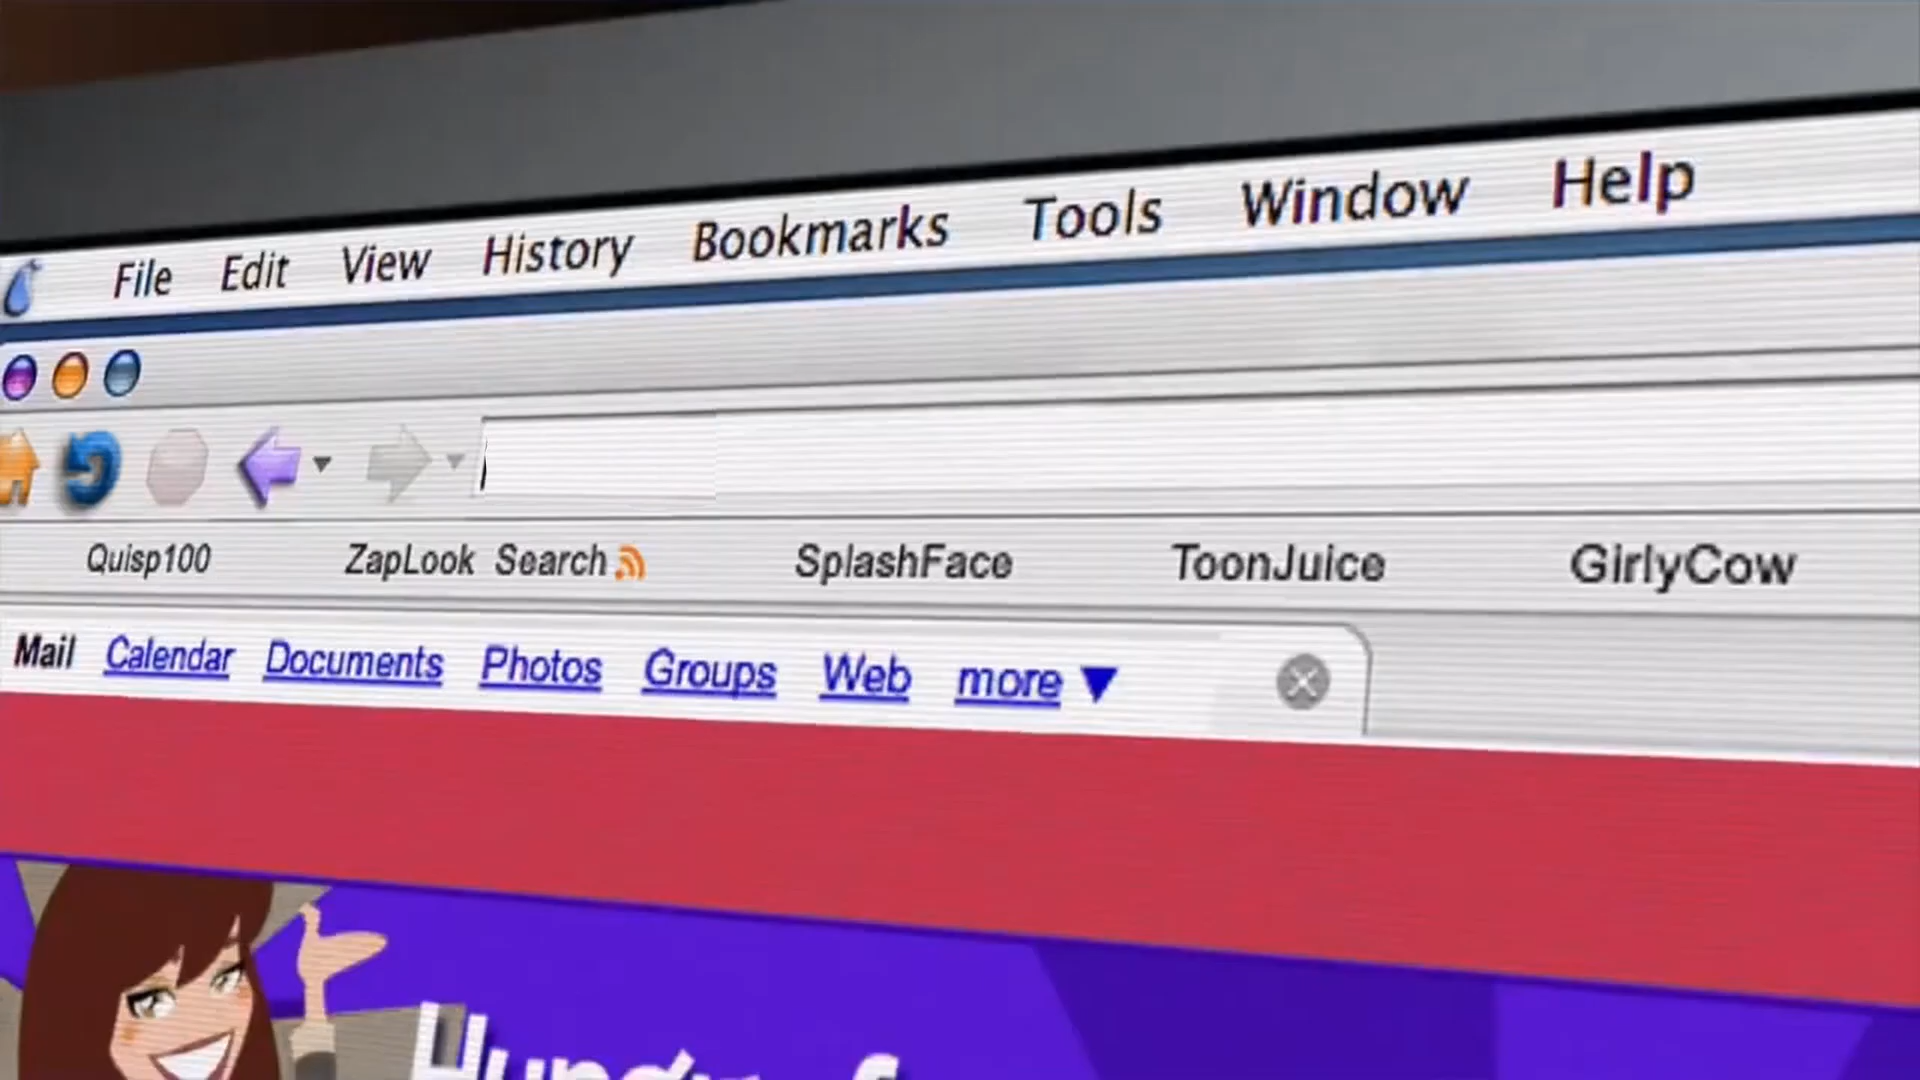 File Edit View History Bookmarks Tools Window Help
Quisp100 ZapLook Search SplashFace ToonJuice GirlyCow
Mail Calendar Documents Photos Groups Web more ▼